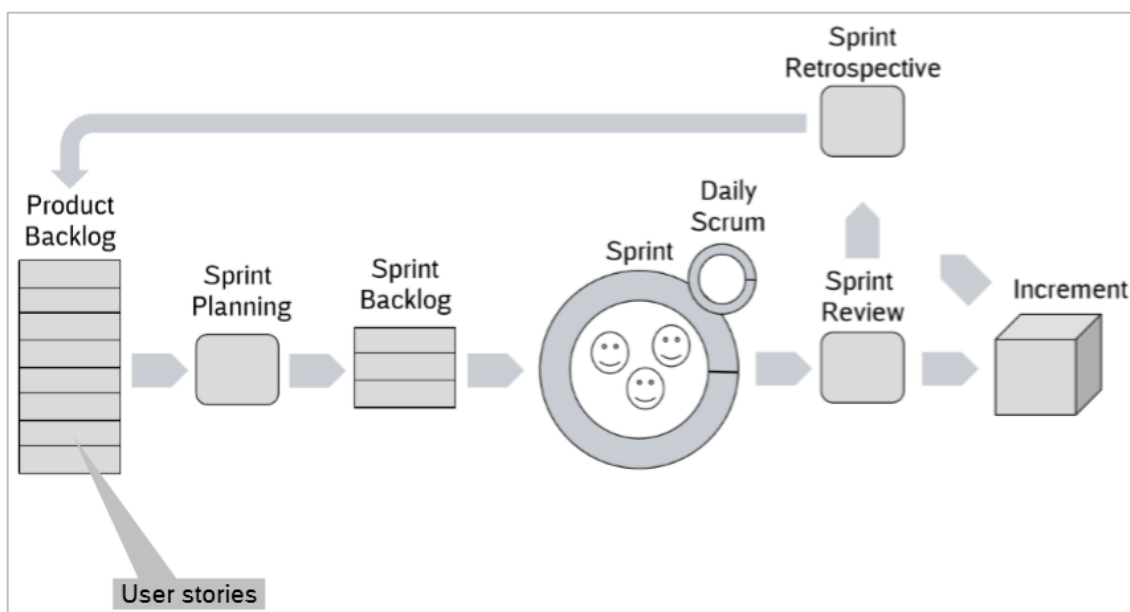 Sprint
Retrospective
Product
Backlog
Sprint
Planning
Sprint
Backlog
Sprint
Daily
Scrum
Sprint
Review
Increment
User stories